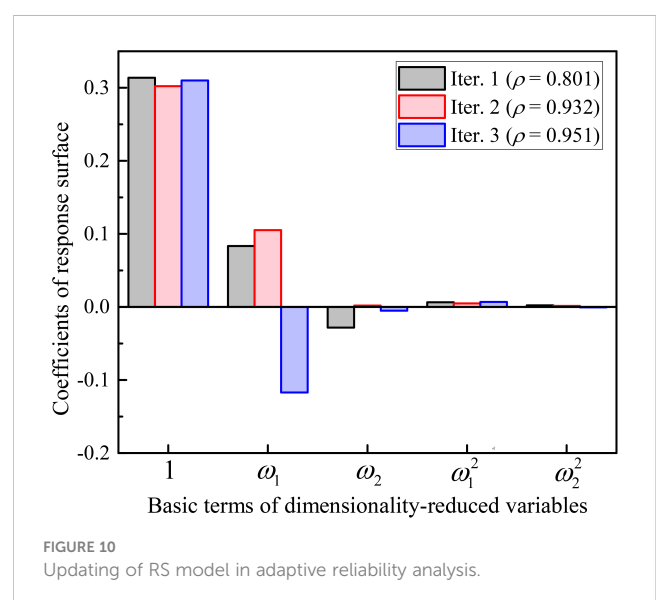 Coefficients of response surface
0.3
0.2
0.1
0.0
-0.1
-0.2
Iter. 1 (ρ = 0.801)
Iter. 2 (ρ = 0.932)
Iter. 3 (ρ = 0.951)
1 ω₁ ω₂ ω₁² ω₂²
Basic terms of dimensionality-reduced variables
FIGURE 10
Updating of RS model in adaptive reliability analysis.